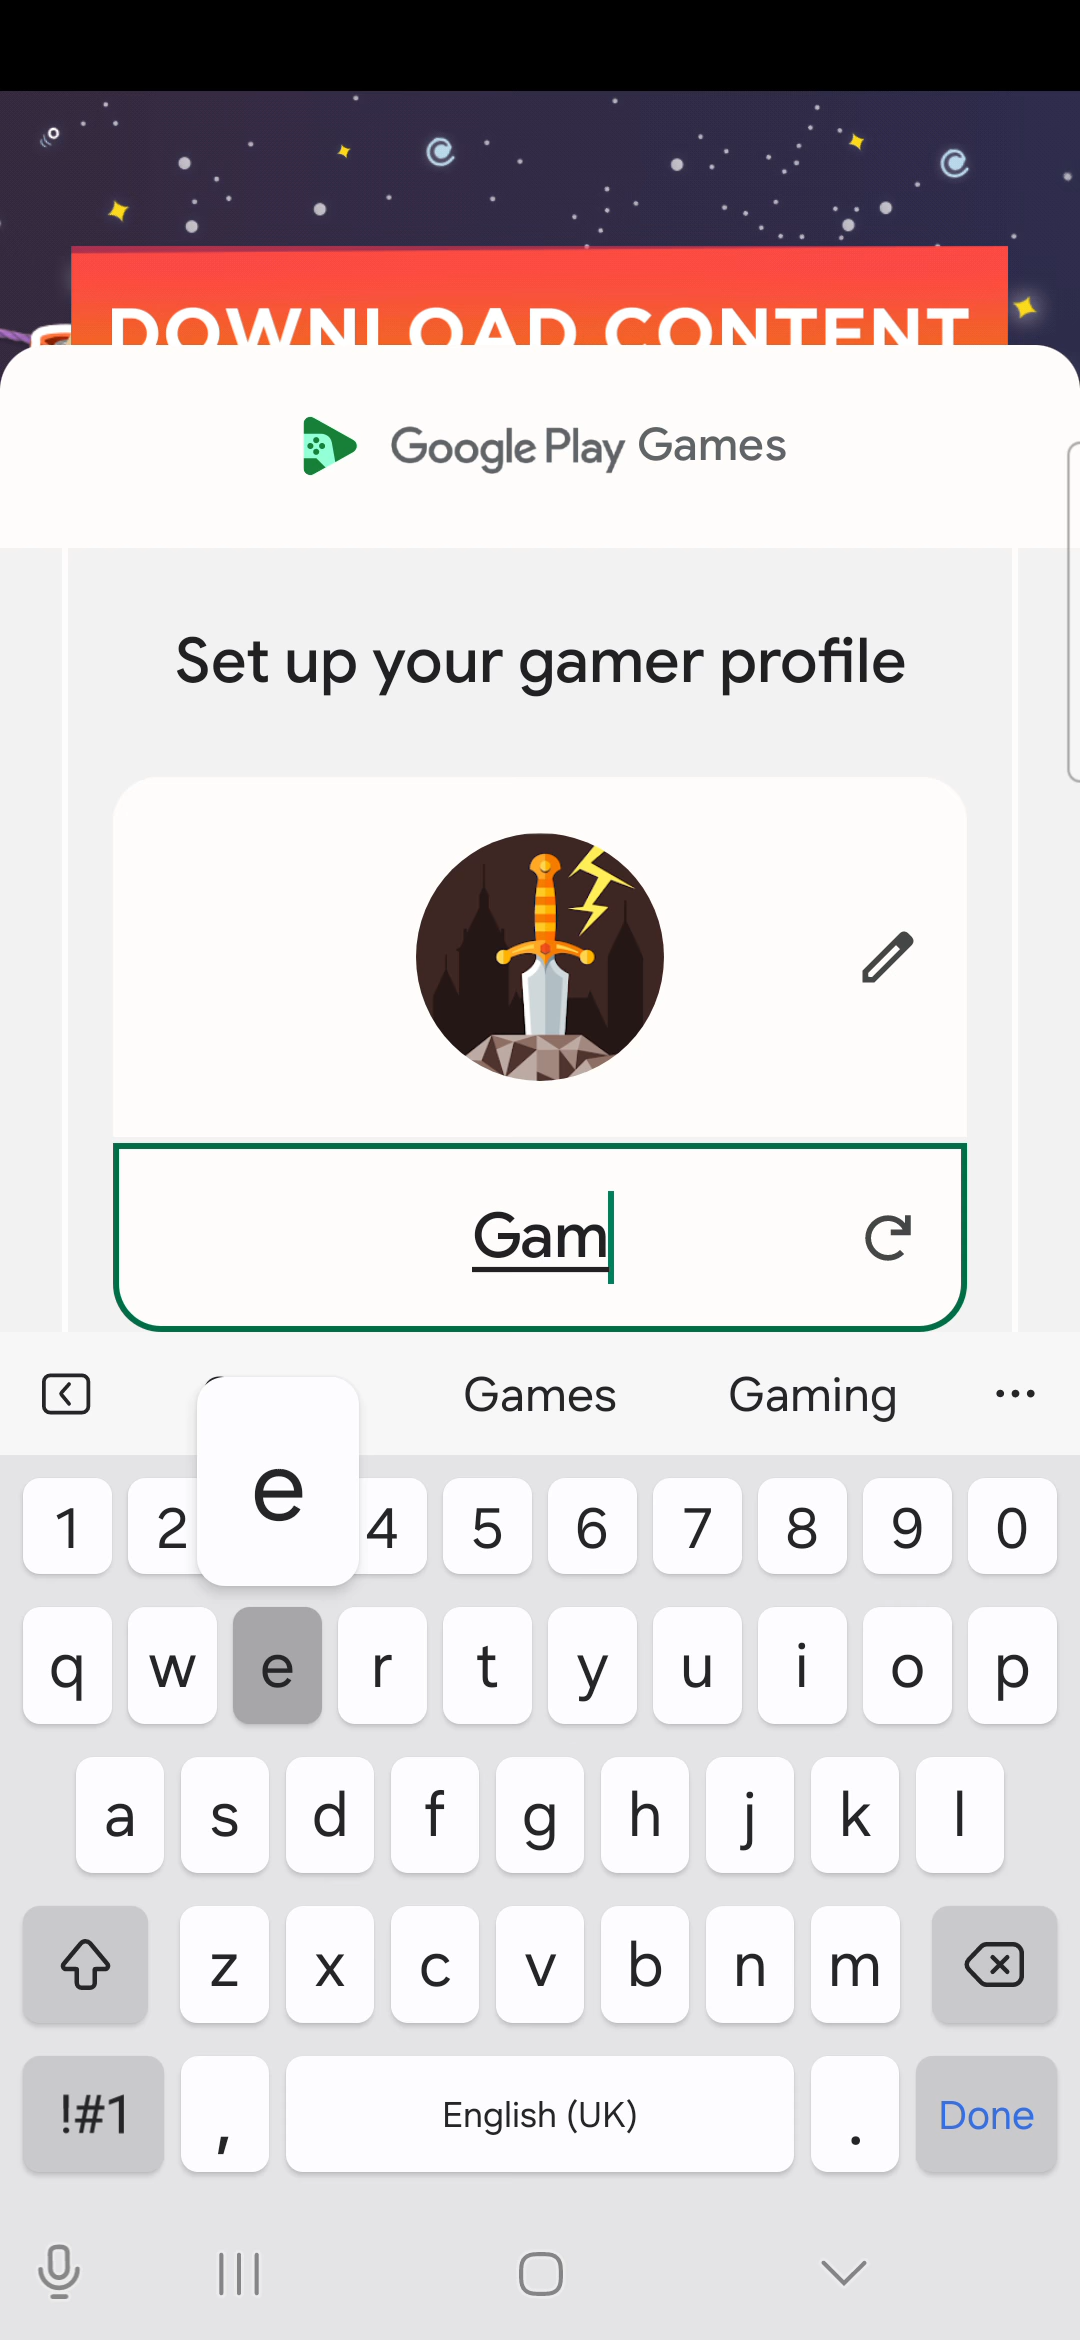 DOWNLOAD CONTENT
Google Play Games
Set up your gamer profile
Gam
Games Gaming
e
1 2 4 5 6 7 8 9 0
q w e r t y u i o p
a s d f g h j k l
z x c v b n m
!#1 , English (UK) . Done